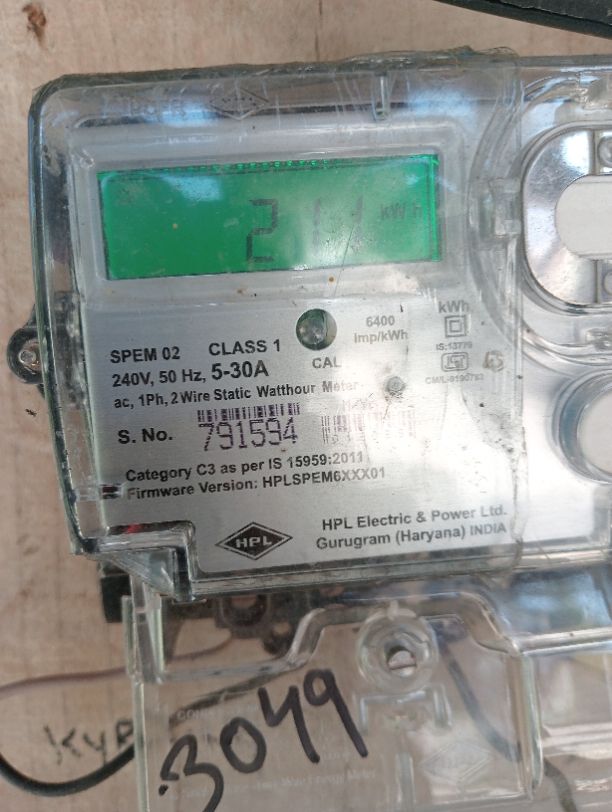 kWh
SPEM 02 CLASS 1
240V, 50 Hz, 5-30A
CAL
6400
imp/kWh
kWh
IS:13779
ac, 1Ph, 2 Wire Static Watthour Meter
S. No. 791594
Category C3 as per IS 15959:2011
Firmware Version: HPLSPEM6XXX01
HPL
HPL Electric & Power Ltd.
Gurugram (Haryana) INDIA
3049